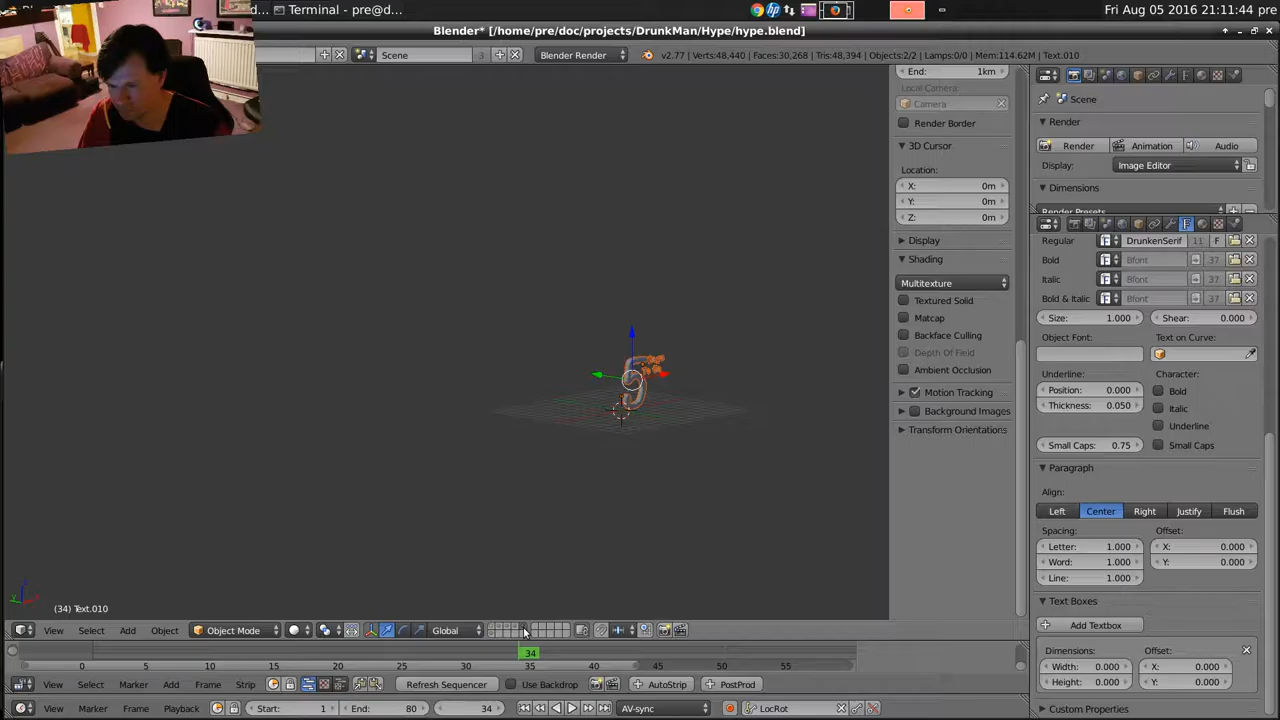 d... Terminal - pre@d... Fri Aug 05 2016 21:11:44 pre
Blender* [/home/pre/doc/projects/DrunkMan/Hype/hype.blend]
Scene 3 Blender Render v2.77 | Verts:48,440 | Faces:30,268 | Tris:48,394 | Objects:2/2 | Lamps:0/0 | Mem:114.62M | Text.010
End: 1km
Local Camera:
Camera
Render Border
3D Cursor
Location:
X: 0m
Y: 0m
Z: 0m
Display
Shading
Multitexture
Textured Solid
Matcap
Backface Culling
Depth Of Field
Ambient Occlusion
Motion Tracking
Background Images
Transform Orientations
Scene
Render
Render Animation Audio
Display: Image Editor
Dimensions
Render Presets
Regular DrunkenSerif 11 F
Bold Bfont 37
Italic Bfont 37
Bold & Italic Bfont 37
Size: 1.000 Shear: 0.000
Object Font: Text on Curve:
Underline: Character:
Position: 0.000 Bold
Thickness: 0.050 Italic
Underline
Small Caps: 0.75 Small Caps
Paragraph
Align:
Left Center Right Justify Flush
Spacing: Offset:
Letter: 1.000 X: 0.000
Word: 1.000 Y: 0.000
Line: 1.000
Text Boxes
Add Textbox
Dimensions: Offset:
Width: 0.000 X: 0.000
Height: 0.000 Y: 0.000
Custom Properties
(34) Text.010
View Select Add Object Object Mode Global
34
0 5 10 15 20 25 30 35 40 45 50 55
View Select Marker Add Frame Strip Refresh Sequencer Use Backdrop AutoStrip PostProd
View Marker Frame Playback Start: 1 End: 80 34 AV-sync LocRot